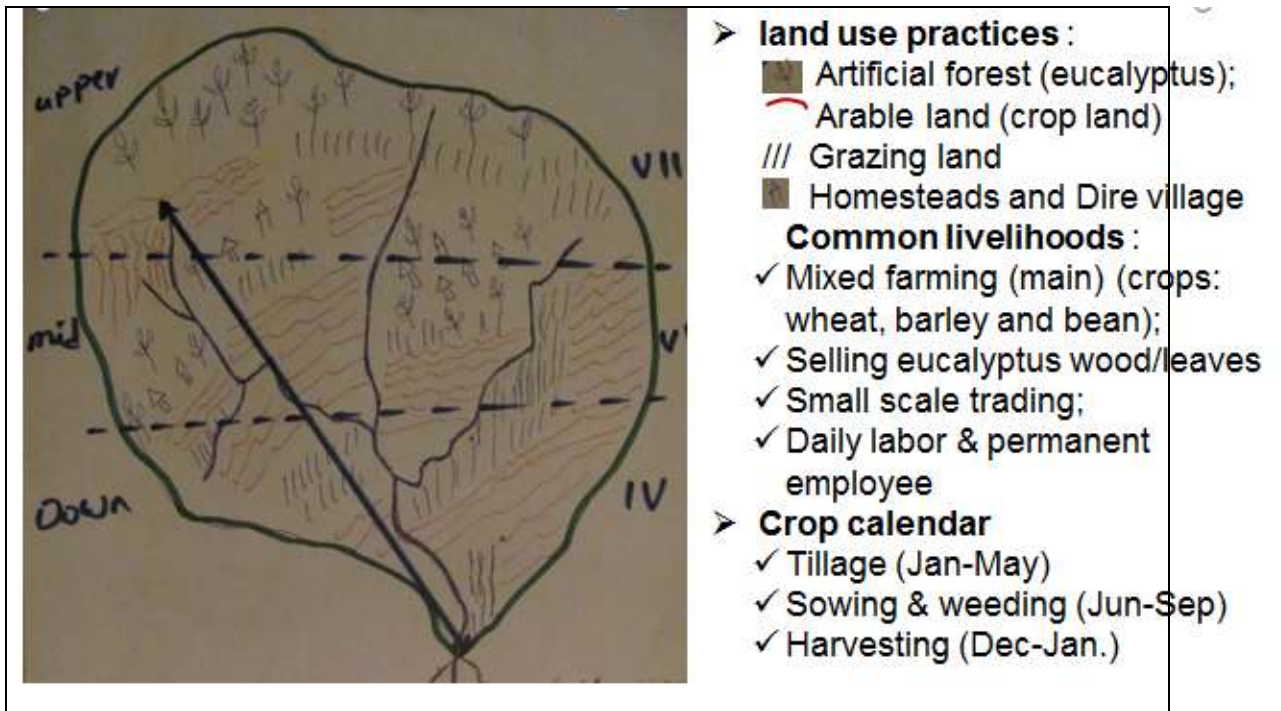 upper
VII
mid
V
Down
IV
➢ land use practices :
Artificial forest (eucalyptus);
Arable land (crop land)
/// Grazing land
Homesteads and Dire village
Common livelihoods :
✓ Mixed farming (main) (crops:
wheat, barley and bean);
✓ Selling eucalyptus wood/leaves
✓ Small scale trading;
✓ Daily labor & permanent
employee
➢ Crop calendar
✓ Tillage (Jan-May)
✓ Sowing & weeding (Jun-Sep)
✓ Harvesting (Dec-Jan.)